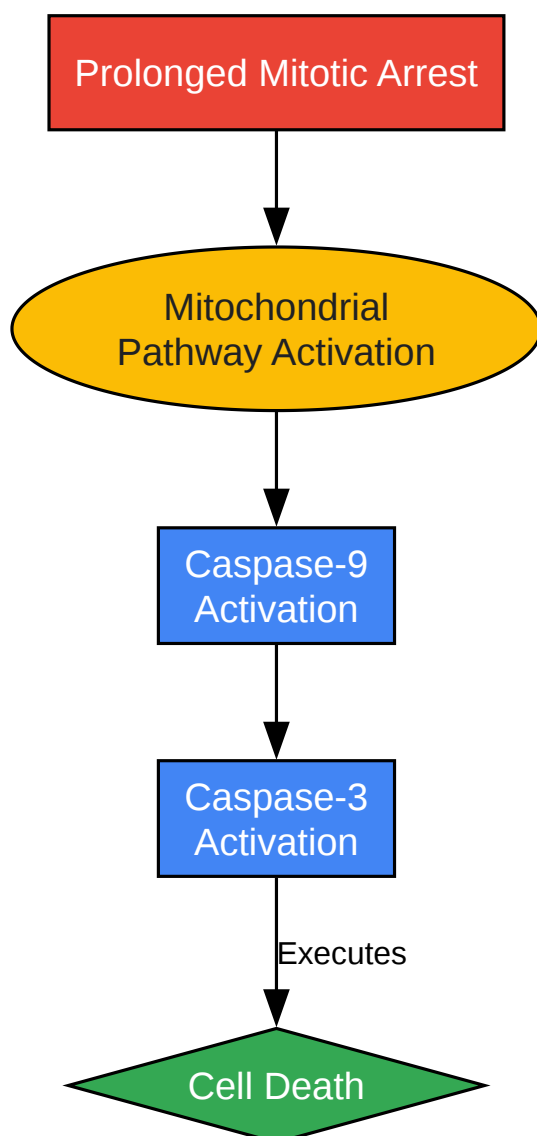 Prolonged Mitotic Arrest
Mitochondrial
Pathway Activation
Caspase-9
Activation
Caspase-3
Activation
Executes
Cell Death